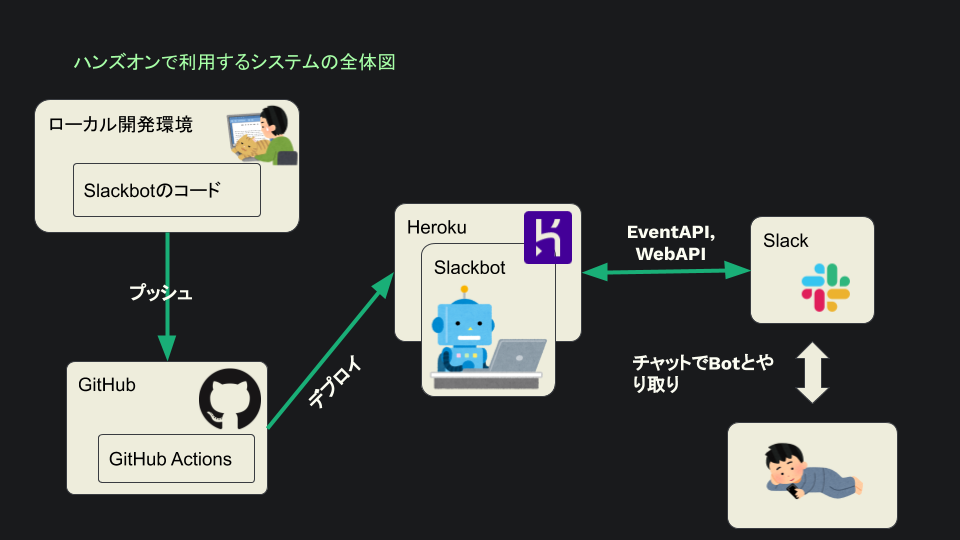 ハンズオンで利用するシステムの全体図
ローカル開発環境
Slackbotのコード
プッシュ
GitHub
GitHub Actions
デプロイ
Heroku
Slackbot
EventAPI,
WebAPI
Slack
チャットでBotとや
り取り